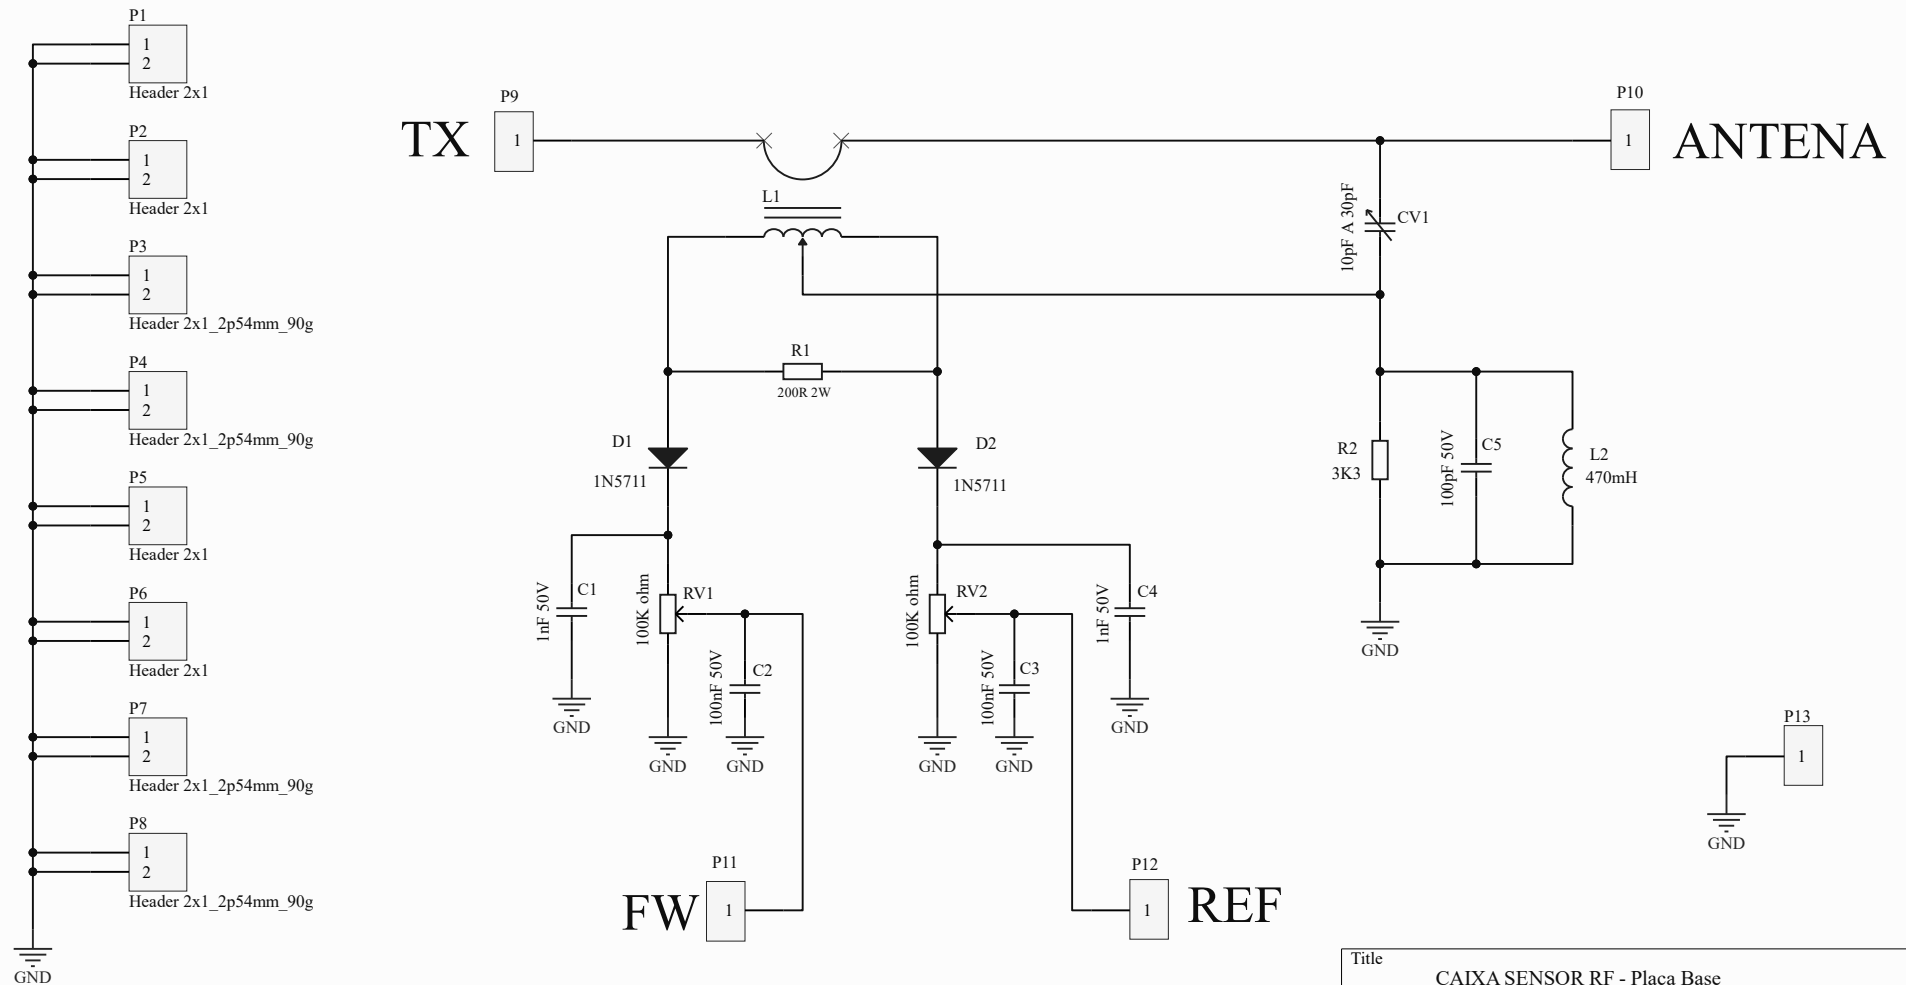 P1
1
2
Header 2x1
P2
1
2
Header 2x1
P3
1
2
Header 2x1_2p54mm_90g
P4
1
2
Header 2x1_2p54mm_90g
P5
1
2
Header 2x1
P6
1
2
Header 2x1
P7
1
2
Header 2x1_2p54mm_90g
P8
1
2
Header 2x1_2p54mm_90g
GND
TX
P9
1
L1
P10
1
ANTENA
10pF A 30pF
CV1
R1
200R 2W
D1
1N5711
D2
1N5711
R2
3K3
100pF 50V
C5
L2
470mH
GND
1nF 50V
C1
GND
100K ohm
RV1
GND
100nF 50V
C2
GND
100K ohm
RV2
GND
100nF 50V
C3
GND
1nF 50V
C4
GND
P11
FW
1
P12
1
REF
P13
1
GND
Title
CAIXA SENSOR RF - Placa Base